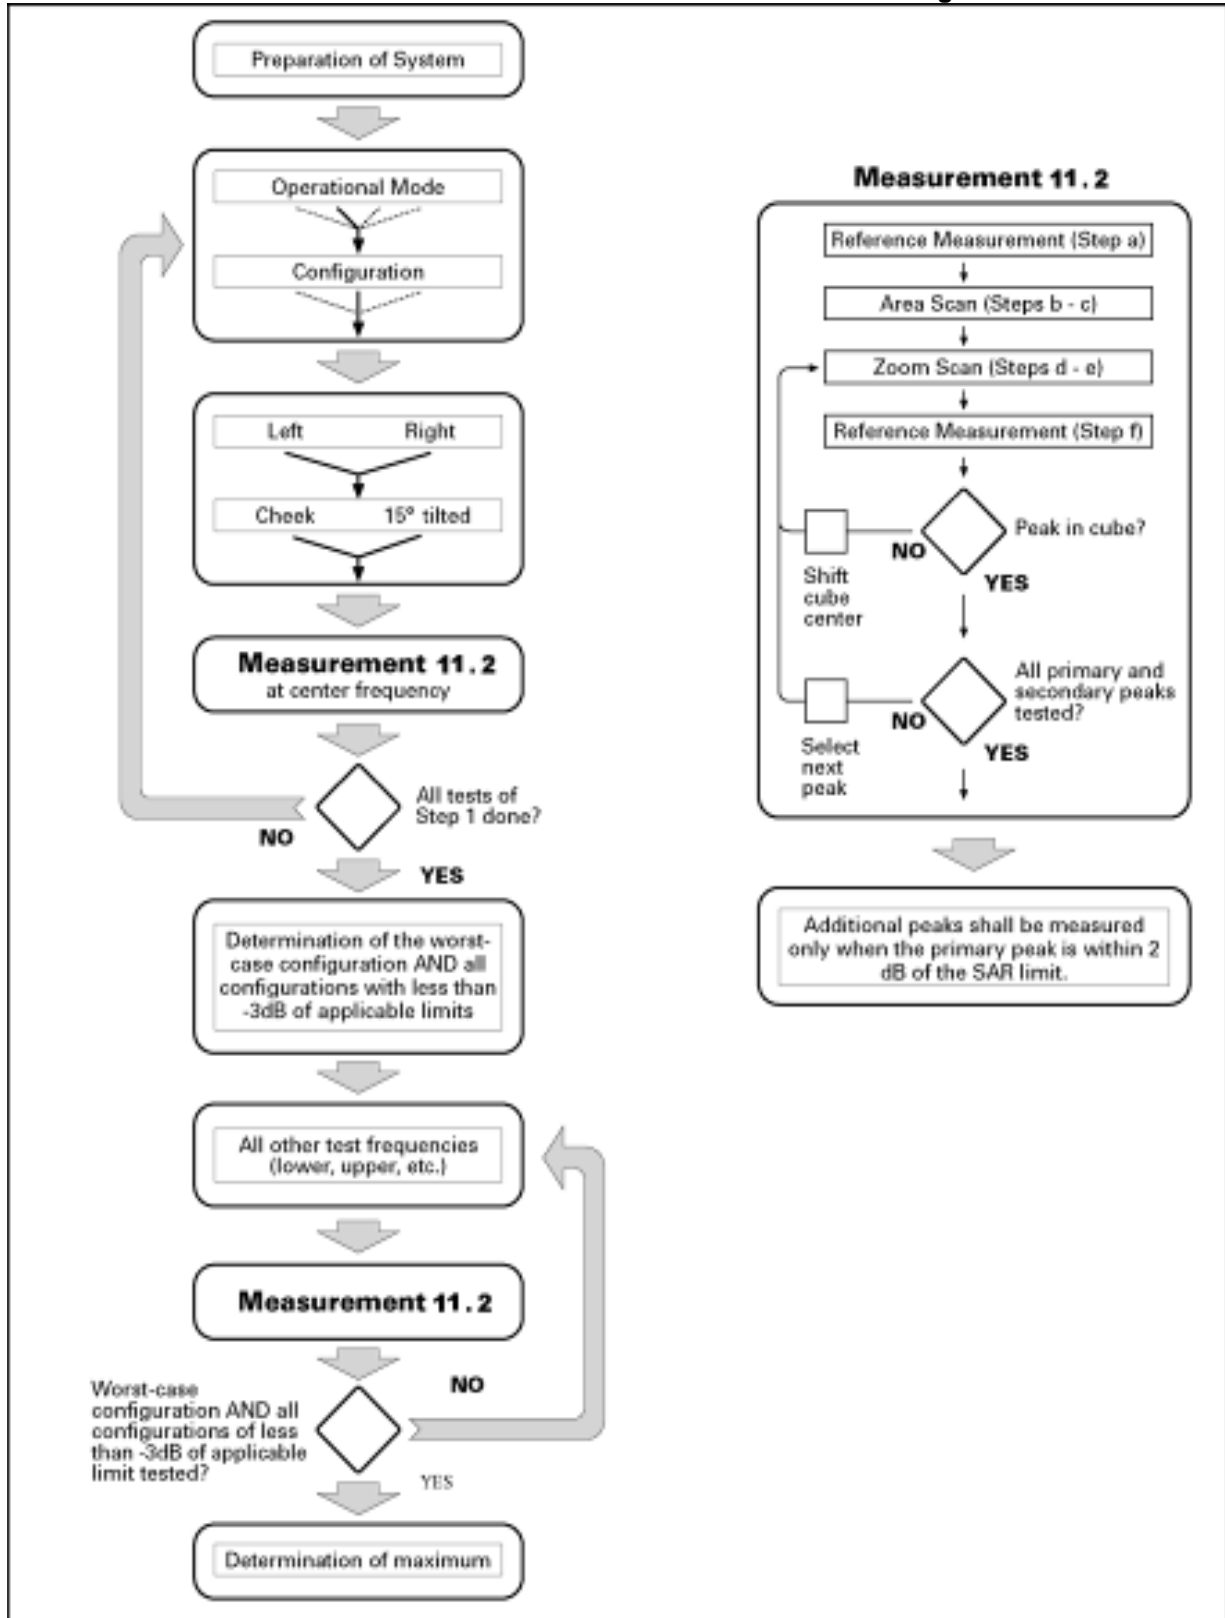 Preparation of System
Operational Mode
Configuration
Left Right
Cheek 15º tilted
Measurement 11.2
at center frequency
All tests of
Step 1 done?
NO
YES
Determination of the worst-
case configuration AND all
configurations with less than
-3dB of applicable limits
All other test frequencies
(lower, upper, etc.)
Measurement 11.2
NO
Worst-case
configuration AND all
configurations of less
than -3dB of applicable
limit tested?
YES
Determination of maximum
Measurement 11.2
Reference Measurement (Step a)
Area Scan (Steps b - c)
Zoom Scan (Steps d - e)
Reference Measurement (Step f)
Peak in cube?
NO
Shift
cube
center
YES
All primary and
secondary peaks
tested?
NO
Select
next
peak
YES
Additional peaks shall be measured
only when the primary peak is within 2
dB of the SAR limit.